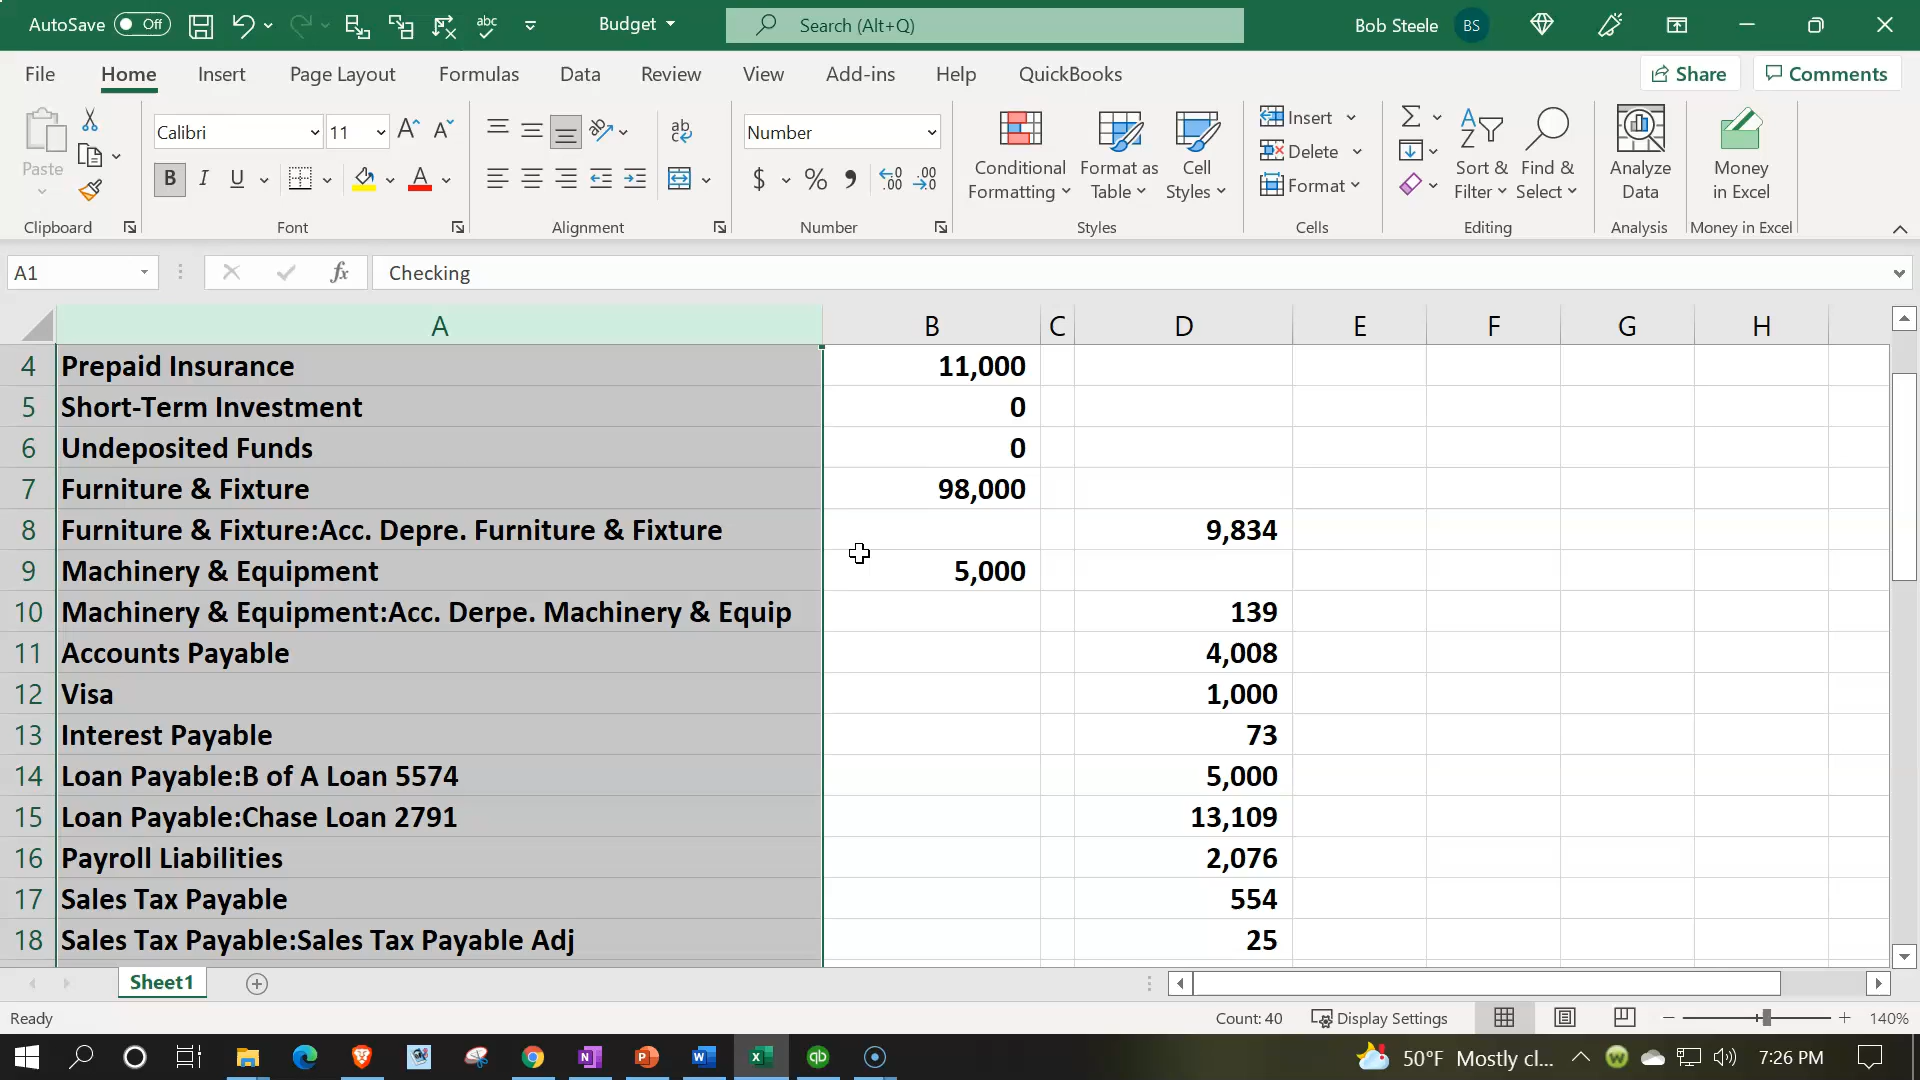 AutoSave Off abc Budget Search (Alt+Q) Bob Steele BS
File Home Insert Page Layout Formulas Data Review View Add-ins Help QuickBooks Share Comments
Calibri 11 Number Insert
Paste Conditional Format as Cell Delete Sort & Find & Analyze Money
B I U $ % Formatting Table Styles Format Filter Select Data in Excel
Clipboard Font Alignment Number Styles Cells Editing Analysis Money in Excel
A1 fx Checking
A B C D E F G H
4 Prepaid Insurance 11,000
5 Short-Term Investment 0
6 Undeposited Funds 0
7 Furniture & Fixture 98,000
8 Furniture & Fixture:Acc. Depre. Furniture & Fixture 9,834
9 Machinery & Equipment 5,000
10 Machinery & Equipment:Acc. Derpe. Machinery & Equip 139
11 Accounts Payable 4,008
12 Visa 1,000
13 Interest Payable 73
14 Loan Payable:B of A Loan 5574 5,000
15 Loan Payable:Chase Loan 2791 13,109
16 Payroll Liabilities 2,076
17 Sales Tax Payable 554
18 Sales Tax Payable:Sales Tax Payable Adj 25
Sheet1
Ready Count: 40 Display Settings 140%
50°F Mostly cl... 7:26 PM